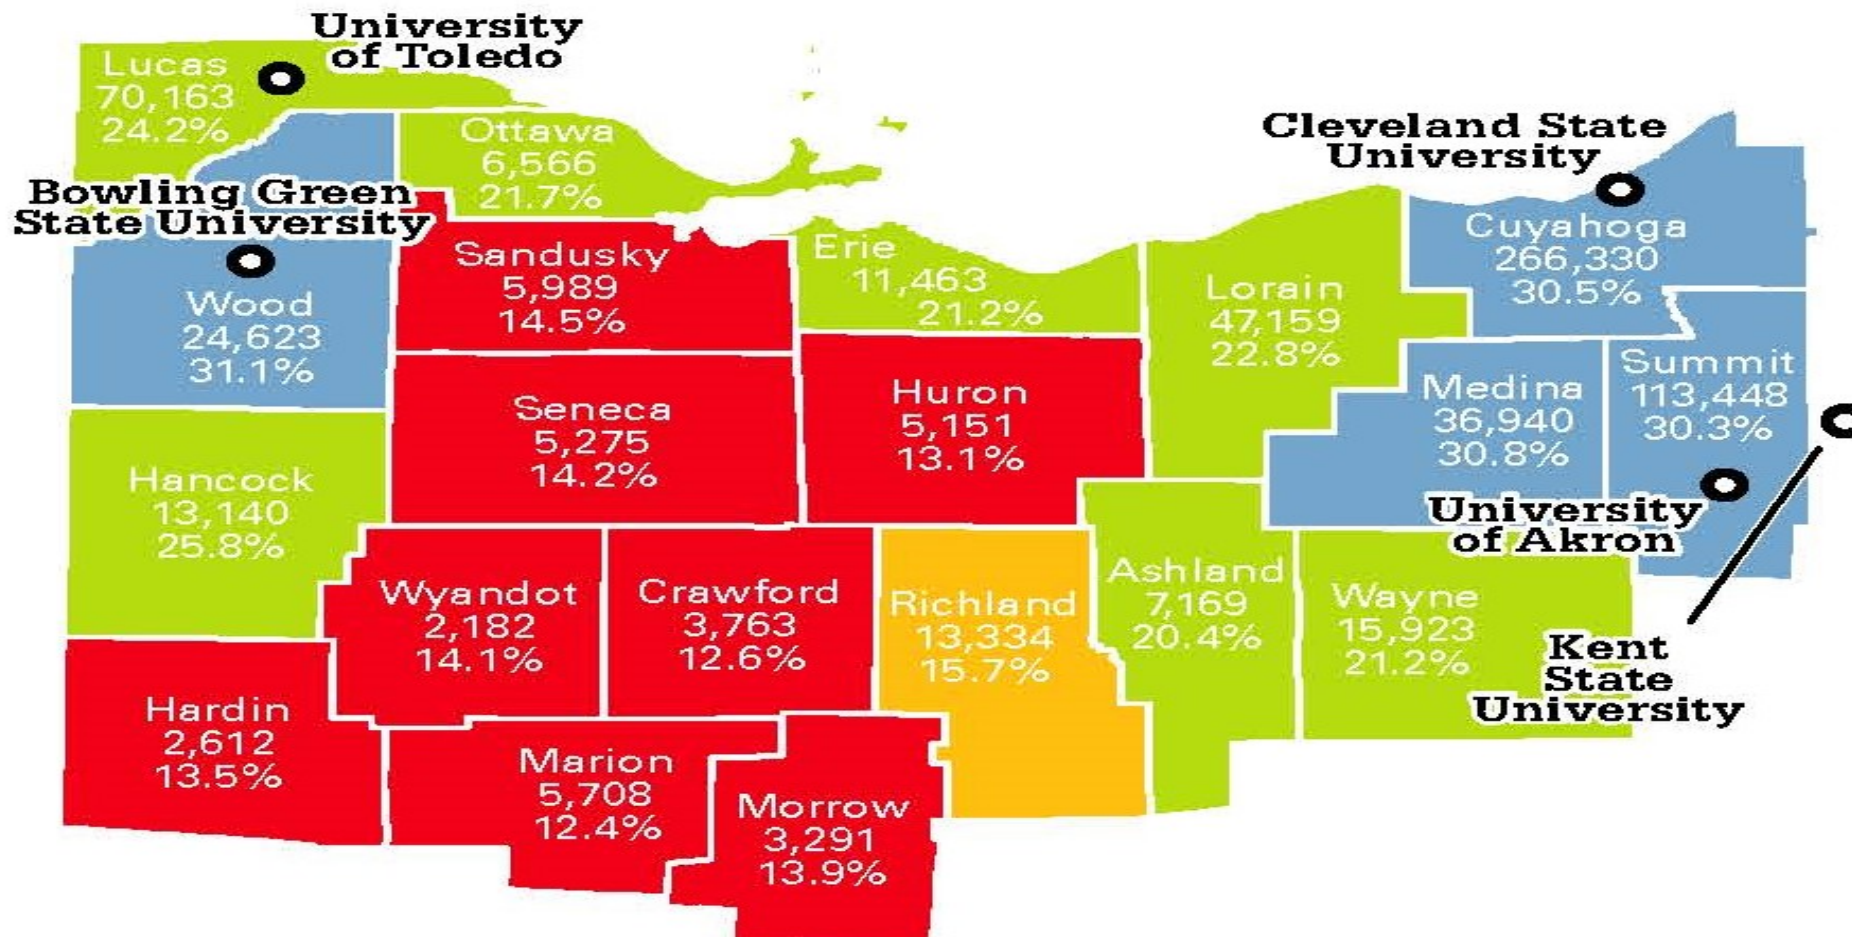 University
of Toledo
Lucas
70,163
24.2%
Ottawa
6,566
21.7%
Cleveland State
University
Bowling Green
State University
Cuyahoga
266,330
30.5%
Sandusky
5,989
14.5%
Erie
11,463
21.2%
Lorain
47,159
22.8%
Wood
24,623
31.1%
Summit
113,448
30.3%
Medina
36,940
30.8%
Huron
5,151
13.1%
Seneca
5,275
14.2%
Hancock
13,140
25.8%
University
of Akron
Ashland
7,169
20.4%
Wyandot
2,182
14.1%
Crawford
3,763
12.6%
Richland
13,334
15.7%
Wayne
15,923
21.2%
Kent
State
University
Hardin
2,612
13.5%
Marion
5,708
12.4%
Morrow
3,291
13.9%